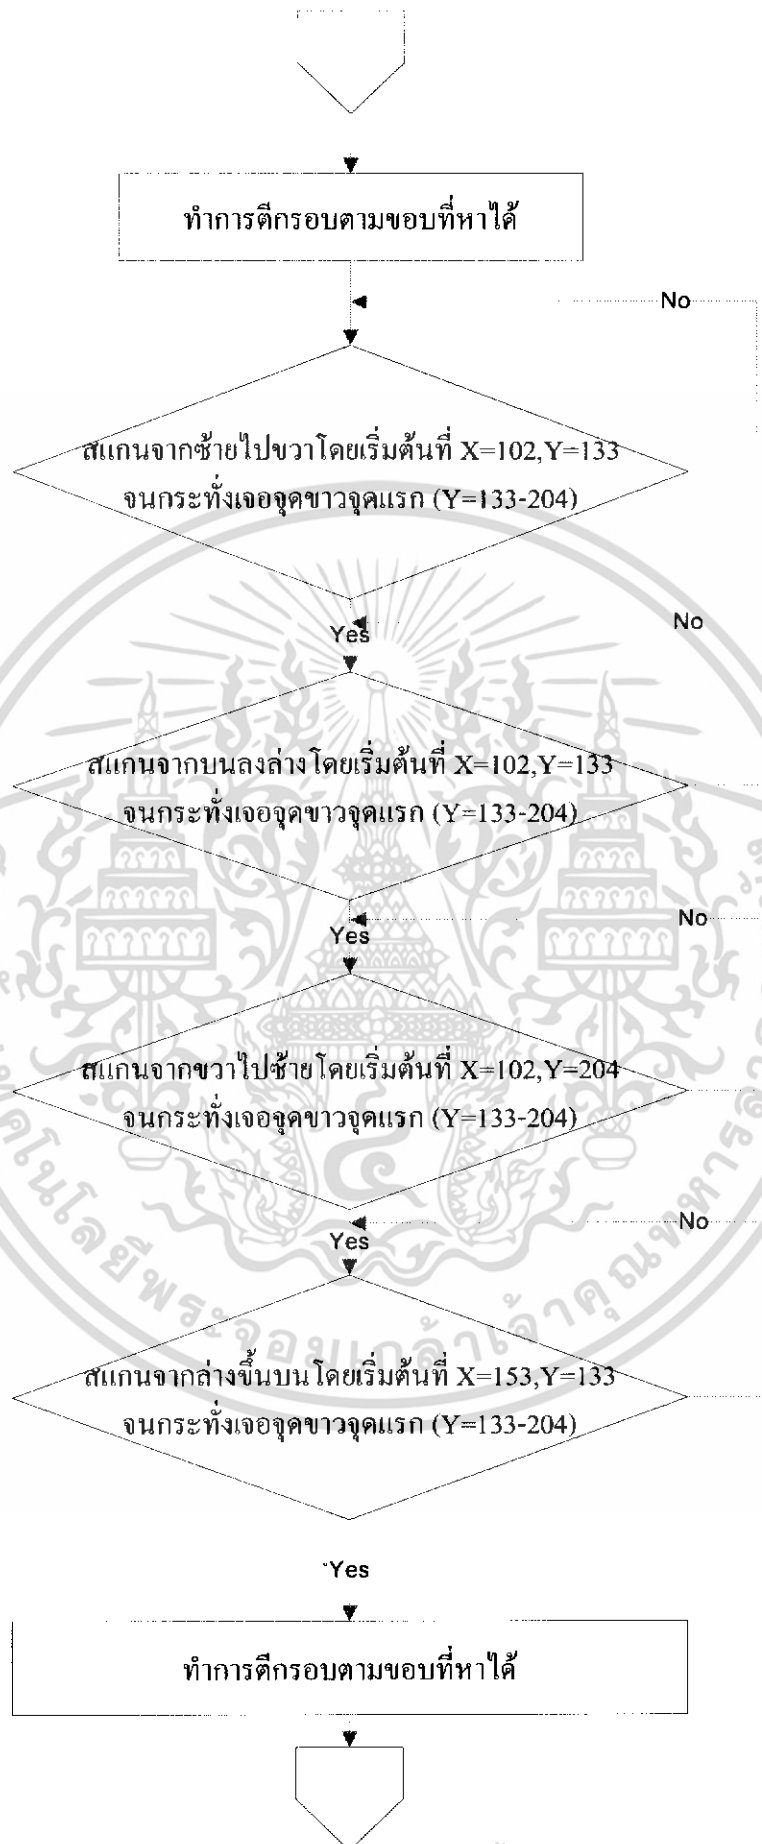 ทำการตีกรอบตามขอบที่หาได้
No
สแกนจากซ้ายไปขวาโดยเริ่มต้นที่ X=102,Y=133
จนกระทั่งเจอจุดขาวจุดแรก (Y=133-204)
Yes
No
สแกนจากบนลงล่างโดยเริ่มต้นที่ X=102,Y=133
จนกระทั่งเจอจุดขาวจุดแรก (Y=133-204)
Yes
No
สแกนจากขวาไปซ้ายโดยเริ่มต้นที่ X=102,Y=204
จนกระทั่งเจอจุดขาวจุดแรก (Y=133-204)
Yes
No
สแกนจากล่างขึ้นบนโดยเริ่มต้นที่ X=153,Y=133
จนกระทั่งเจอจุดขาวจุดแรก (Y=133-204)
Yes
ทำการตีกรอบตามขอบที่หาได้